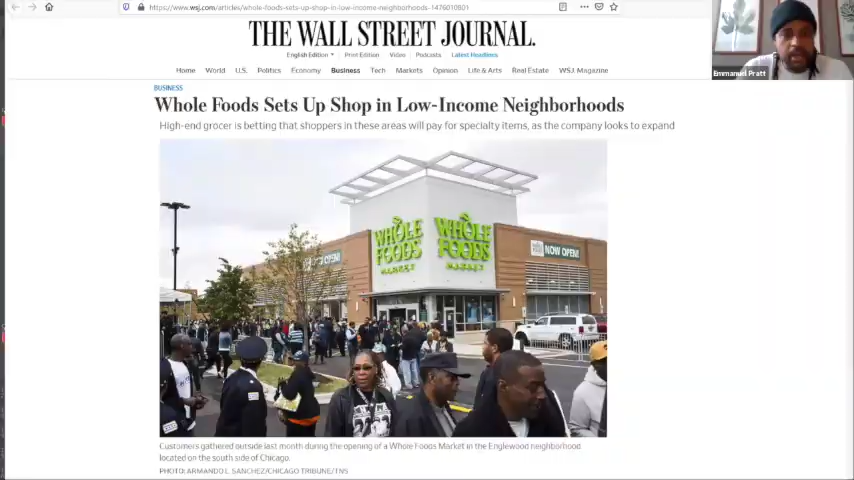 https://www.wsj.com/articles/whole-foods-sets-up-shop-in-low-income-neighborhoods-1476010801
THE WALL STREET JOURNAL.
English Edition Print Edition Video Podcasts Latest Headlines
Home World U.S. Politics Economy Business Tech Markets Opinion Life & Arts Real Estate WSJ. Magazine
Emmanuel Pratt
BUSINESS
Whole Foods Sets Up Shop in Low-Income Neighborhoods
High-end grocer is betting that shoppers in these areas will pay for specialty items, as the company looks to expand
WHOLE FOODS MARKET
WHOLE FOODS MARKET
NOW OPEN!
OPEN!
Customers gathered outside last month during the opening of a Whole Foods Market in the Englewood neighborhood
located on the south side of Chicago.
PHOTO: ARMANDO L. SANCHEZ/CHICAGO TRIBUNE/TNS